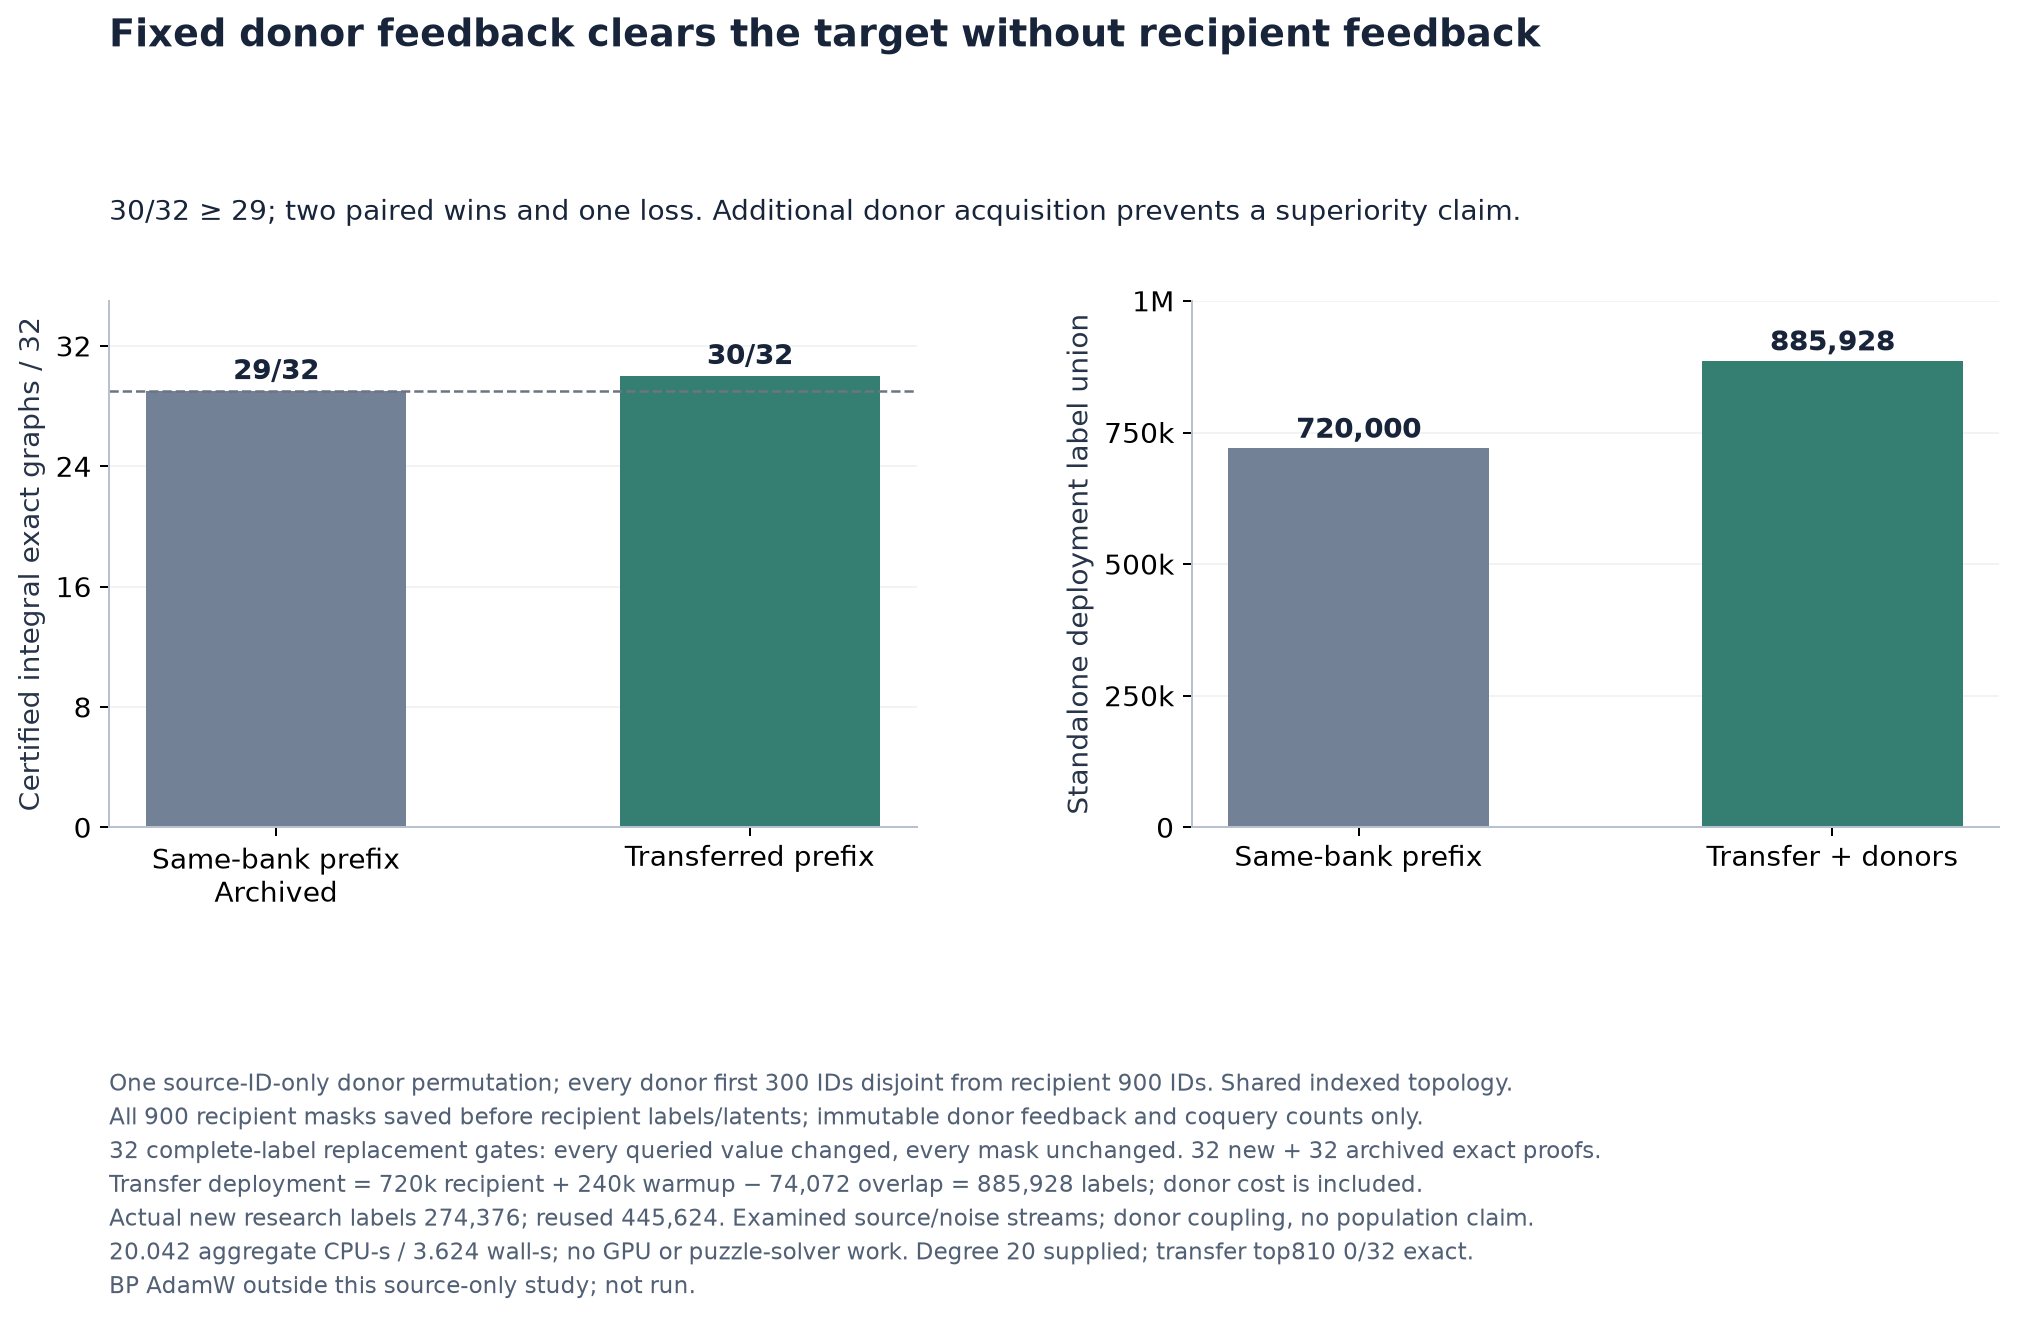 Fixed donor feedback clears the target without recipient feedback
30/32 ≥ 29; two paired wins and one loss. Additional donor acquisition prevents a superiority claim.
Certified integral exact graphs / 32
32
24
16
8
0
29/32
30/32
Same-bank prefix
Archived
Transferred prefix
Standalone deployment label union
1M
750k
500k
250k
0
720,000
885,928
Same-bank prefix
Transfer + donors
One source-ID-only donor permutation; every donor first 300 IDs disjoint from recipient 900 IDs. Shared indexed topology.
All 900 recipient masks saved before recipient labels/latents; immutable donor feedback and coquery counts only.
32 complete-label replacement gates: every queried value changed, every mask unchanged. 32 new + 32 archived exact proofs.
Transfer deployment = 720k recipient + 240k warmup − 74,072 overlap = 885,928 labels; donor cost is included.
Actual new research labels 274,376; reused 445,624. Examined source/noise streams; donor coupling, no population claim.
20.042 aggregate CPU-s / 3.624 wall-s; no GPU or puzzle-solver work. Degree 20 supplied; transfer top810 0/32 exact.
BP AdamW outside this source-only study; not run.